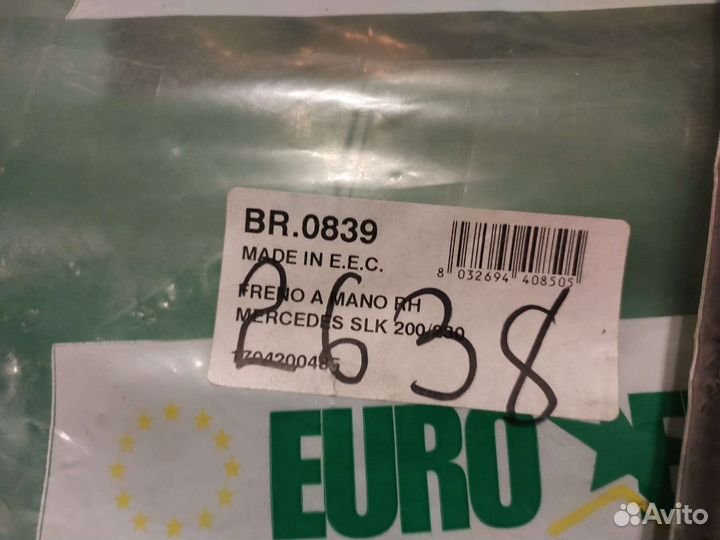 BR.0839
MADE IN E.E.C.
8 032694 408505
FRENO A MANO RH
MERCEDES SLK 200/230
1704200485
2638
EURO
Avito